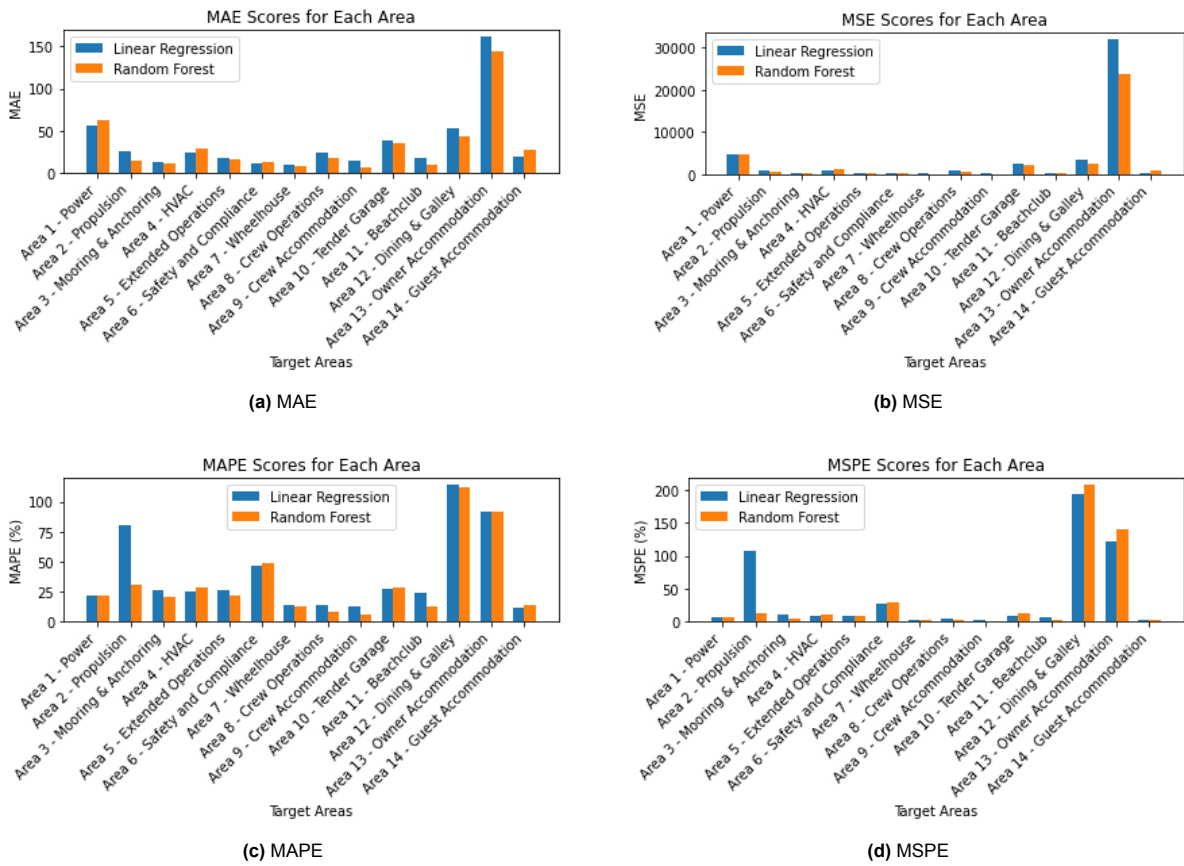 MAE Scores for Each Area
MAE
150
100
50
0
Linear Regression
Random Forest
Area 1 - Power
Area 2 - Propulsion
Area 3 - Mooring & Anchoring
Area 4 - HVAC
Area 5 - Extended Operations
Area 6 - Safety and Compliance
Area 7 - Wheelhouse
Area 8 - Crew Operations
Area 9 - Crew Accommodation
Area 10 - Tender Garage
Area 11 - Beachclub
Area 12 - Dining & Galley
Area 13 - Owner Accommodation
Area 14 - Guest Accommodation
Target Areas
(a) MAE
MSE Scores for Each Area
MSE
30000
20000
10000
0
Linear Regression
Random Forest
Area 1 - Power
Area 2 - Propulsion
Area 3 - Mooring & Anchoring
Area 4 - HVAC
Area 5 - Extended Operations
Area 6 - Safety and Compliance
Area 7 - Wheelhouse
Area 8 - Crew Operations
Area 9 - Crew Accommodation
Area 10 - Tender Garage
Area 11 - Beachclub
Area 12 - Dining & Galley
Area 13 - Owner Accommodation
Area 14 - Guest Accommodation
Target Areas
(b) MSE
MAPE Scores for Each Area
MAPE (%)
100
75
50
25
0
Linear Regression
Random Forest
Area 1 - Power
Area 2 - Propulsion
Area 3 - Mooring & Anchoring
Area 4 - HVAC
Area 5 - Extended Operations
Area 6 - Safety and Compliance
Area 7 - Wheelhouse
Area 8 - Crew Operations
Area 9 - Crew Accommodation
Area 10 - Tender Garage
Area 11 - Beachclub
Area 12 - Dining & Galley
Area 13 - Owner Accommodation
Area 14 - Guest Accommodation
Target Areas
(c) MAPE
MSPE Scores for Each Area
MSPE (%)
200
150
100
50
0
Linear Regression
Random Forest
Area 1 - Power
Area 2 - Propulsion
Area 3 - Mooring & Anchoring
Area 4 - HVAC
Area 5 - Extended Operations
Area 6 - Safety and Compliance
Area 7 - Wheelhouse
Area 8 - Crew Operations
Area 9 - Crew Accommodation
Area 10 - Tender Garage
Area 11 - Beachclub
Area 12 - Dining & Galley
Area 13 - Owner Accommodation
Area 14 - Guest Accommodation
Target Areas
(d) MSPE